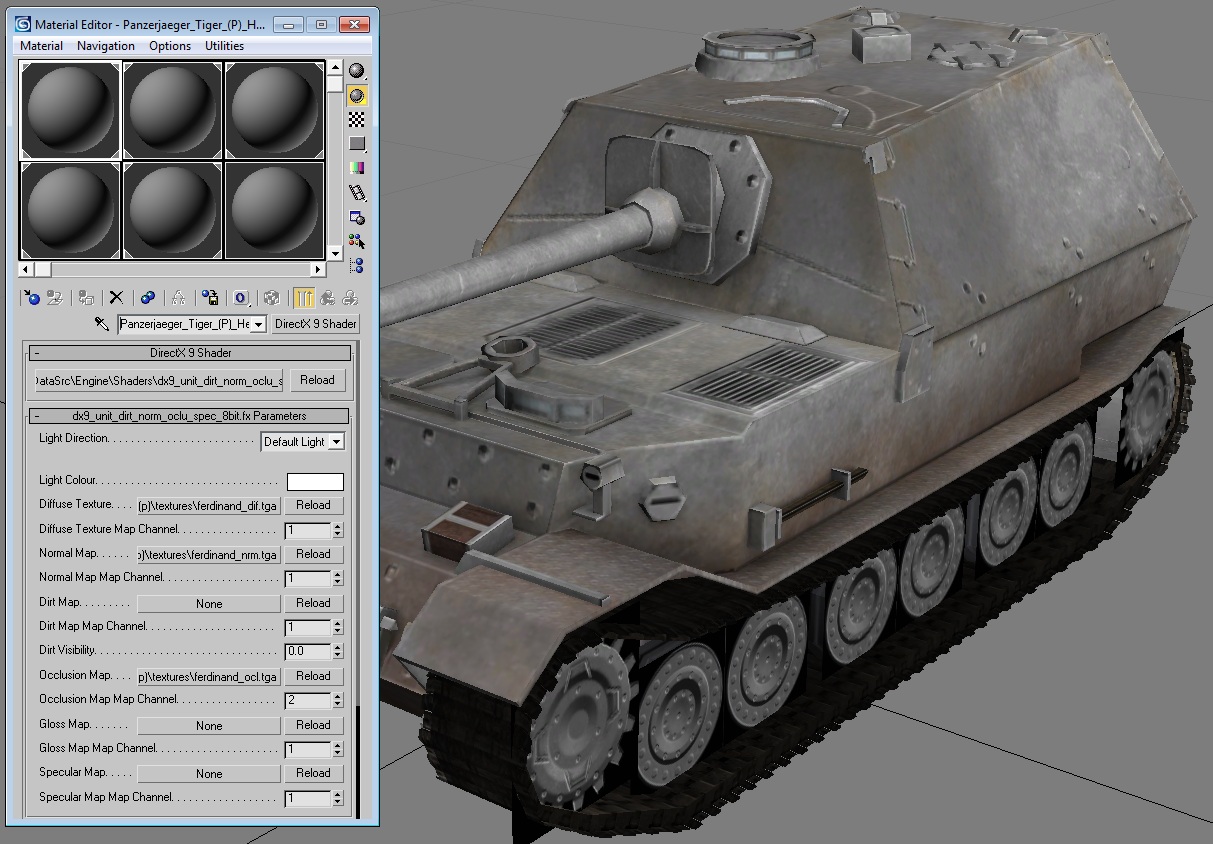 Material Editor - Panzerjaeger_Tiger_(P)_H...
Material Navigation Options Utilities
Panzerjaeger_Tiger_(P)_He DirectX 9 Shader
- DirectX 9 Shader
)ataSrc\Engine\Shaders\dx9_unit_dirt_norm_oclu_s Reload
- dx9_unit_dirt_norm_oclu_spec_8bit.fx Parameters
Light Direction. . . . . . . . . . . . . . . . . . . . . . . . Default Light
Light Colour. . . . . . . . . . . . . . . . . . . . . . . . . . . . . .
Diffuse Texture. . . . (p)\textures\ferdinand_dif.tga Reload
Diffuse Texture Map Channel. . . . . . . . . . . . . . . . 1
Normal Map. . . . . . p)\textures\ferdinand_nrm.tga Reload
Normal Map Map Channel. . . . . . . . . . . . . . . . . . . 1
Dirt Map. . . . . . . . . None Reload
Dirt Map Map Channel. . . . . . . . . . . . . . . . . . . . . . 1
Dirt Visibility. . . . . . . . . . . . . . . . . . . . . . . . . . . . . . 0.0
Occlusion Map. . . . p)\textures\ferdinand_ocl.tga Reload
Occlusion Map Map Channel. . . . . . . . . . . . . . . . 2
Gloss Map. . . . . . . None Reload
Gloss Map Map Channel. . . . . . . . . . . . . . . . . . . . 1
Specular Map. . . . . None Reload
Specular Map Map Channel. . . . . . . . . . . . . . . . . 1